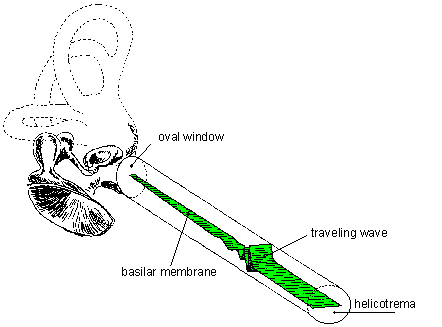 oval window
traveling wave
basilar membrane
helicotrema